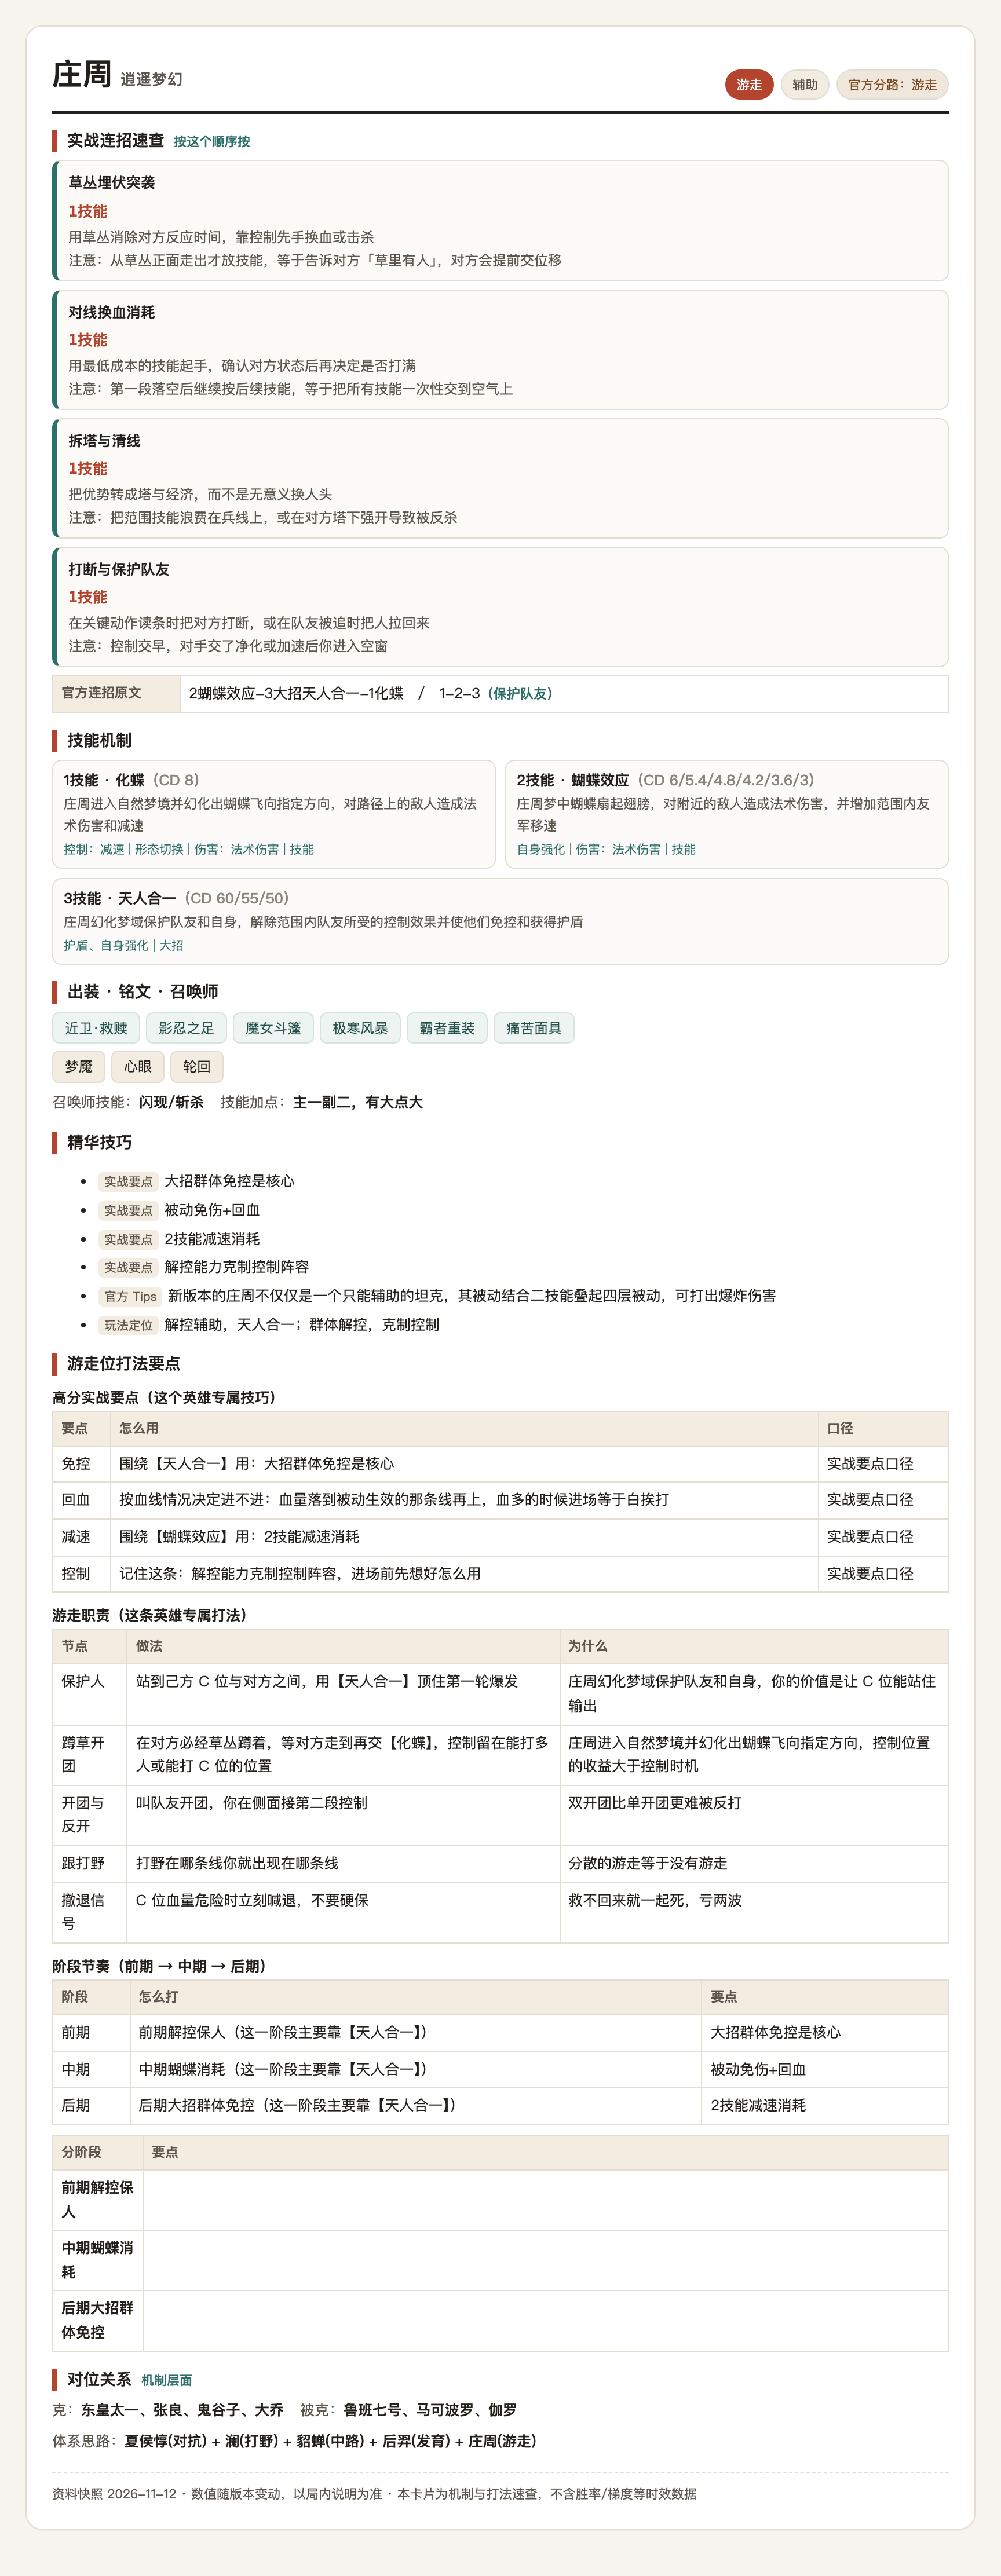 庄周 逍遥梦幻
游走 辅助 官方分路：游走
实战连招速查 按这个顺序按
草丛埋伏突袭
1技能
用草丛消除对方反应时间，靠控制先手换血或击杀
注意：从草丛正面走出才放技能，等于告诉对方「草里有人」，对方会提前交位移
对线换血消耗
1技能
用最低成本的技能起手，确认对方状态后再决定是否打满
注意：第一段落空后继续按后续技能，等于把所有技能一次性交到空气上
拆塔与清线
1技能
把优势转成塔与经济，而不是无意义换人头
注意：把范围技能浪费在兵线上，或在对方塔下强开导致被反杀
打断与保护队友
1技能
在关键动作读条时把对方打断，或在队友被追时把人拉回来
注意：控制交早，对手交了净化或加速后你进入空窗
官方连招原文 2蝴蝶效应-3大招天人合一-1化蝶 / 1-2-3（保护队友）
技能机制
1技能 · 化蝶（CD 8）
庄周进入自然梦境并幻化出蝴蝶飞向指定方向，对路径上的敌人造成法
术伤害和减速
控制：减速 | 形态切换 | 伤害：法术伤害 | 技能
2技能 · 蝴蝶效应（CD 6/5.4/4.8/4.2/3.6/3）
庄周梦中蝴蝶扇起翅膀，对附近的敌人造成法术伤害，并增加范围内友
军移速
自身强化 | 伤害：法术伤害 | 技能
3技能 · 天人合一（CD 60/55/50）
庄周幻化梦域保护队友和自身，解除范围内队友所受的控制效果并使他们免控和获得护盾
护盾、自身强化 | 大招
出装 · 铭文 · 召唤师
近卫·救赎 影忍之足 魔女斗篷 极寒风暴 霸者重装 痛苦面具
梦魇 心眼 轮回
召唤师技能：闪现/斩杀 技能加点：主一副二，有大点大
精华技巧
• 实战要点 大招群体免控是核心
• 实战要点 被动免伤+回血
• 实战要点 2技能减速消耗
• 实战要点 解控能力克制控制阵容
• 官方 Tips 新版本的庄周不仅仅是一个只能辅助的坦克，其被动结合二技能叠起四层被动，可打出爆炸伤害
• 玩法定位 解控辅助，天人合一；群体解控，克制控制
游走位打法要点
高分实战要点（这个英雄专属技巧）
要点 怎么用 口径
免控 围绕【天人合一】用：大招群体免控是核心 实战要点口径
回血 按血线情况决定进不进：血量落到被动生效的那条线再上，血多的时候进场等于白挨打 实战要点口径
减速 围绕【蝴蝶效应】用：2技能减速消耗 实战要点口径
控制 记住这条：解控能力克制控制阵容，进场前先想好怎么用 实战要点口径
游走职责（这条英雄专属打法）
节点 做法 为什么
保护人 站到己方 C 位与对方之间，用【天人合一】顶住第一轮爆发 庄周幻化梦域保护队友和自身，你的价值是让 C 位能站住
输出
蹲草开 在对方必经草丛蹲着，等对方走到再交【化蝶】，控制留在能打多 庄周进入自然梦境并幻化出蝴蝶飞向指定方向，控制位置
团 人或能打 C 位的位置 的收益大于控制时机
开团与 叫队友开团，你在侧面接第二段控制 双开团比单开团更难被反打
反开
跟打野 打野在哪条线你就出现在哪条线 分散的游走等于没有游走
撤退信 C 位血量危险时立刻喊退，不要硬保 救不回来就一起死，亏两波
号
阶段节奏（前期 → 中期 → 后期）
阶段 怎么打 要点
前期 前期解控保人（这一阶段主要靠【天人合一】） 大招群体免控是核心
中期 中期蝴蝶消耗（这一阶段主要靠【天人合一】） 被动免伤+回血
后期 后期大招群体免控（这一阶段主要靠【天人合一】） 2技能减速消耗
分阶段 要点
前期解控保
人
中期蝴蝶消
耗
后期大招群
体免控
对位关系 机制层面
克：东皇太一、张良、鬼谷子、大乔 被克：鲁班七号、马可波罗、伽罗
体系思路：夏侯惇(对抗) + 澜(打野) + 貂蝉(中路) + 后羿(发育) + 庄周(游走)
资料快照 2026-11-12 · 数值随版本变动，以局内说明为准 · 本卡片为机制与打法速查，不含胜率/梯度等时效数据